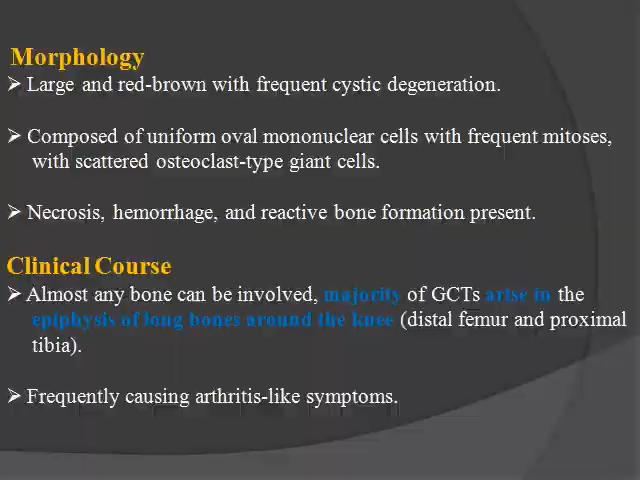 Morphology
➢ Large and red-brown with frequent cystic degeneration.
➢ Composed of uniform oval mononuclear cells with frequent mitoses,
with scattered osteoclast-type giant cells.
➢ Necrosis, hemorrhage, and reactive bone formation present.
Clinical Course
➢ Almost any bone can be involved, majority of GCTs arise in the
epiphysis of long bones around the knee (distal femur and proximal
tibia).
➢ Frequently causing arthritis-like symptoms.